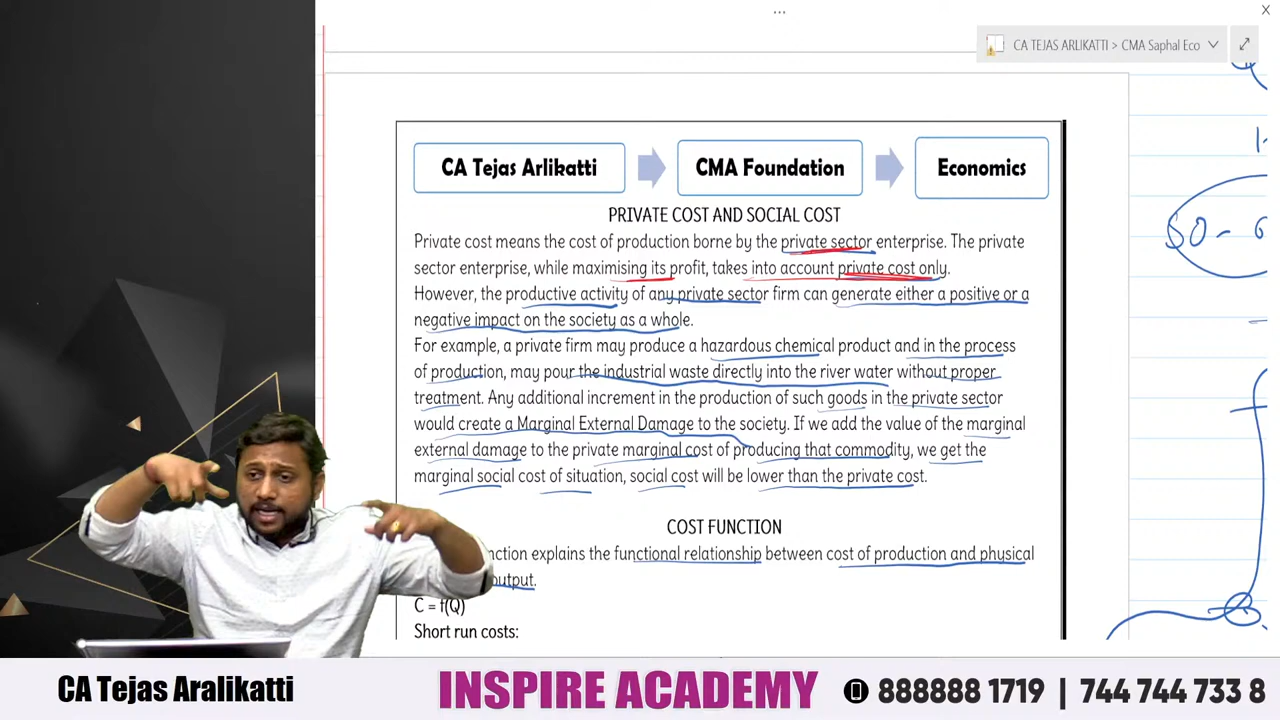 CA TEJAS ARLIKATTI > CMA Saphal Eco
CA Tejas Arlikatti
CMA Foundation
Economics
PRIVATE COST AND SOCIAL COST
Private cost means the cost of production borne by the private sector enterprise. The private
sector enterprise, while maximising its profit, takes into account private cost only.
However, the productive activity of any private sector firm can generate either a positive or a
negative impact on the society as a whole.
For example, a private firm may produce a hazardous chemical product and in the process
of production, may pour the industrial waste directly into the river water without proper
treatment. Any additional increment in the production of such goods in the private sector
would create a Marginal External Damage to the society. If we add the value of the marginal
external damage to the private marginal cost of producing that commodity, we get the
marginal social cost of situation, social cost will be lower than the private cost.
50 -
COST FUNCTION
nction explains the functional relationship between cost of production and physical
output.
C = f(Q)
Short run costs:
CA Tejas Aralikatti
INSPIRE ACADEMY
888888 1719 | 744 744 733 8